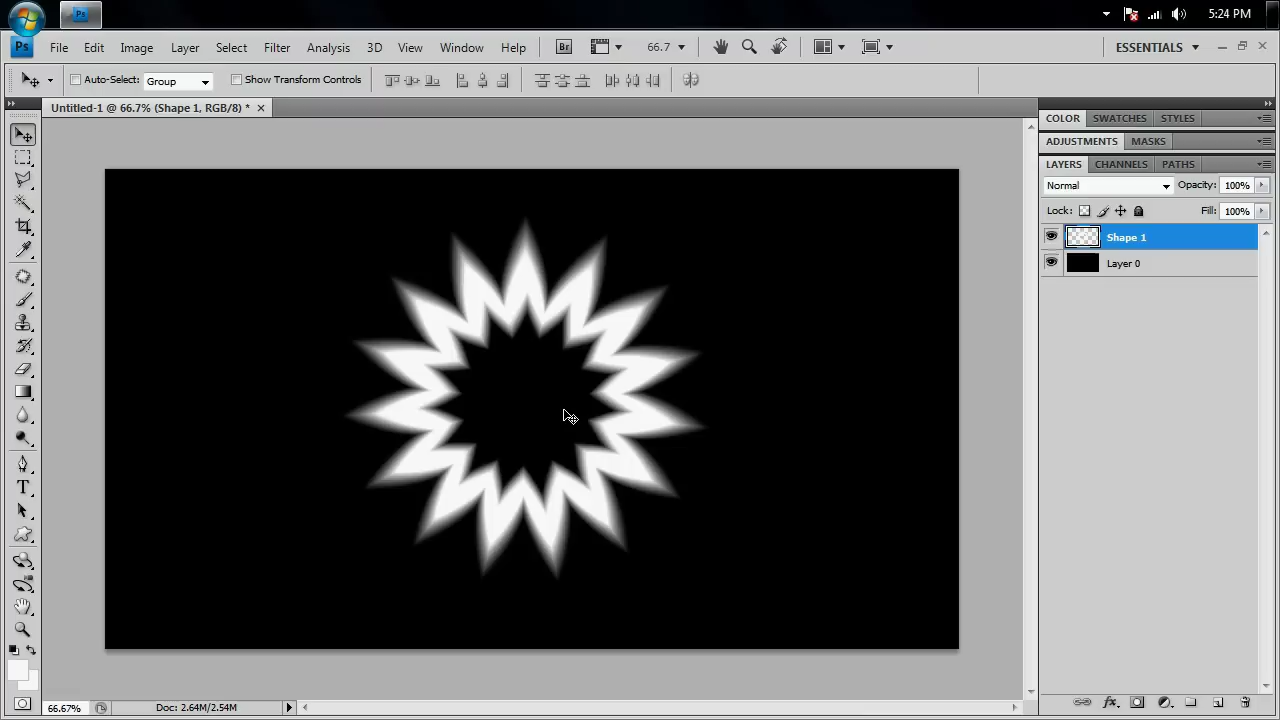 Ps 5:24 PM
Ps File Edit Image Layer Select Filter Analysis 3D View Window Help Br 66.7 ESSENTIALS
Auto-Select: Group Show Transform Controls
Untitled-1 @ 66.7% (Shape 1, RGB/8) *
COLOR SWATCHES STYLES
ADJUSTMENTS MASKS
LAYERS CHANNELS PATHS
Normal Opacity: 100%
Lock: Fill: 100%
Shape 1
Layer 0
T
fx
66.67% Doc: 2.64M/2.54M